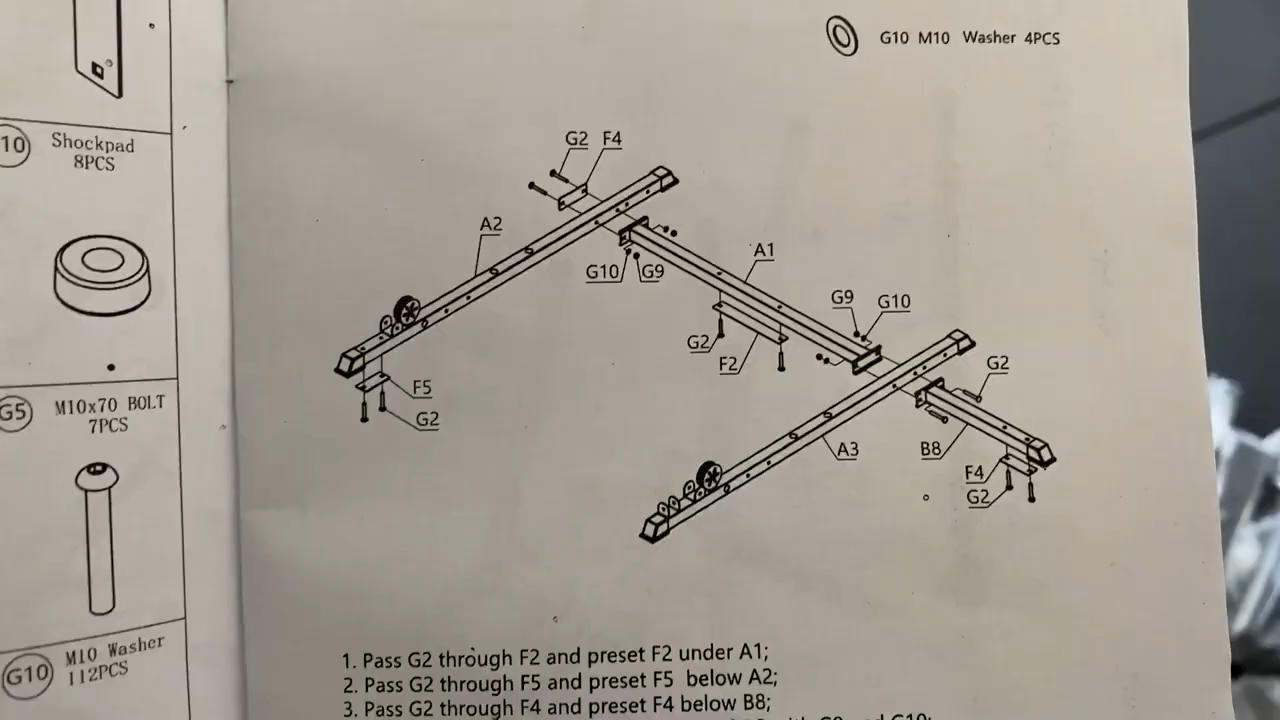 10 Shockpad
8PCS
G5 M10x70 BOLT
7PCS
G10 M10 Washer
112PCS
G10 M10 Washer 4PCS
G2 F4
A2
A1
G10 G9
G9 G10
G2
F2
G2
F5
G2
A3
B8
F4
G2
1. Pass G2 through F2 and preset F2 under A1;
2. Pass G2 through F5 and preset F5 below A2;
3. Pass G2 through F4 and preset F4 below B8;